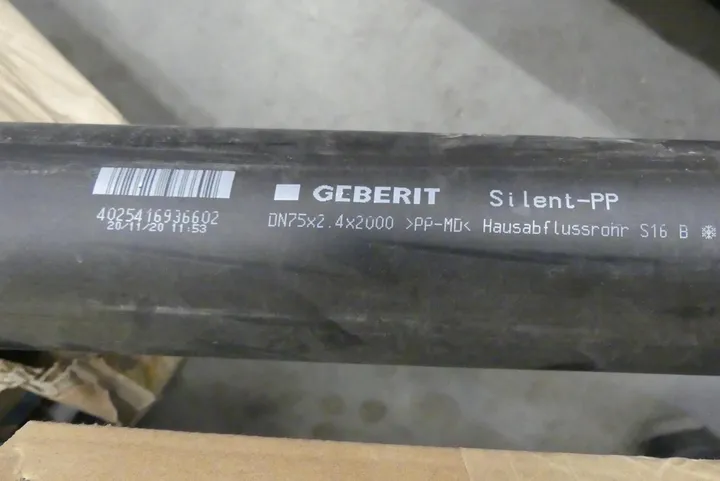 4025416936602
20/11/20 11:53
GEBERIT Silent-PP
DN75x2.4x2000 >PP-MD< Hausabflussrohr S16 B